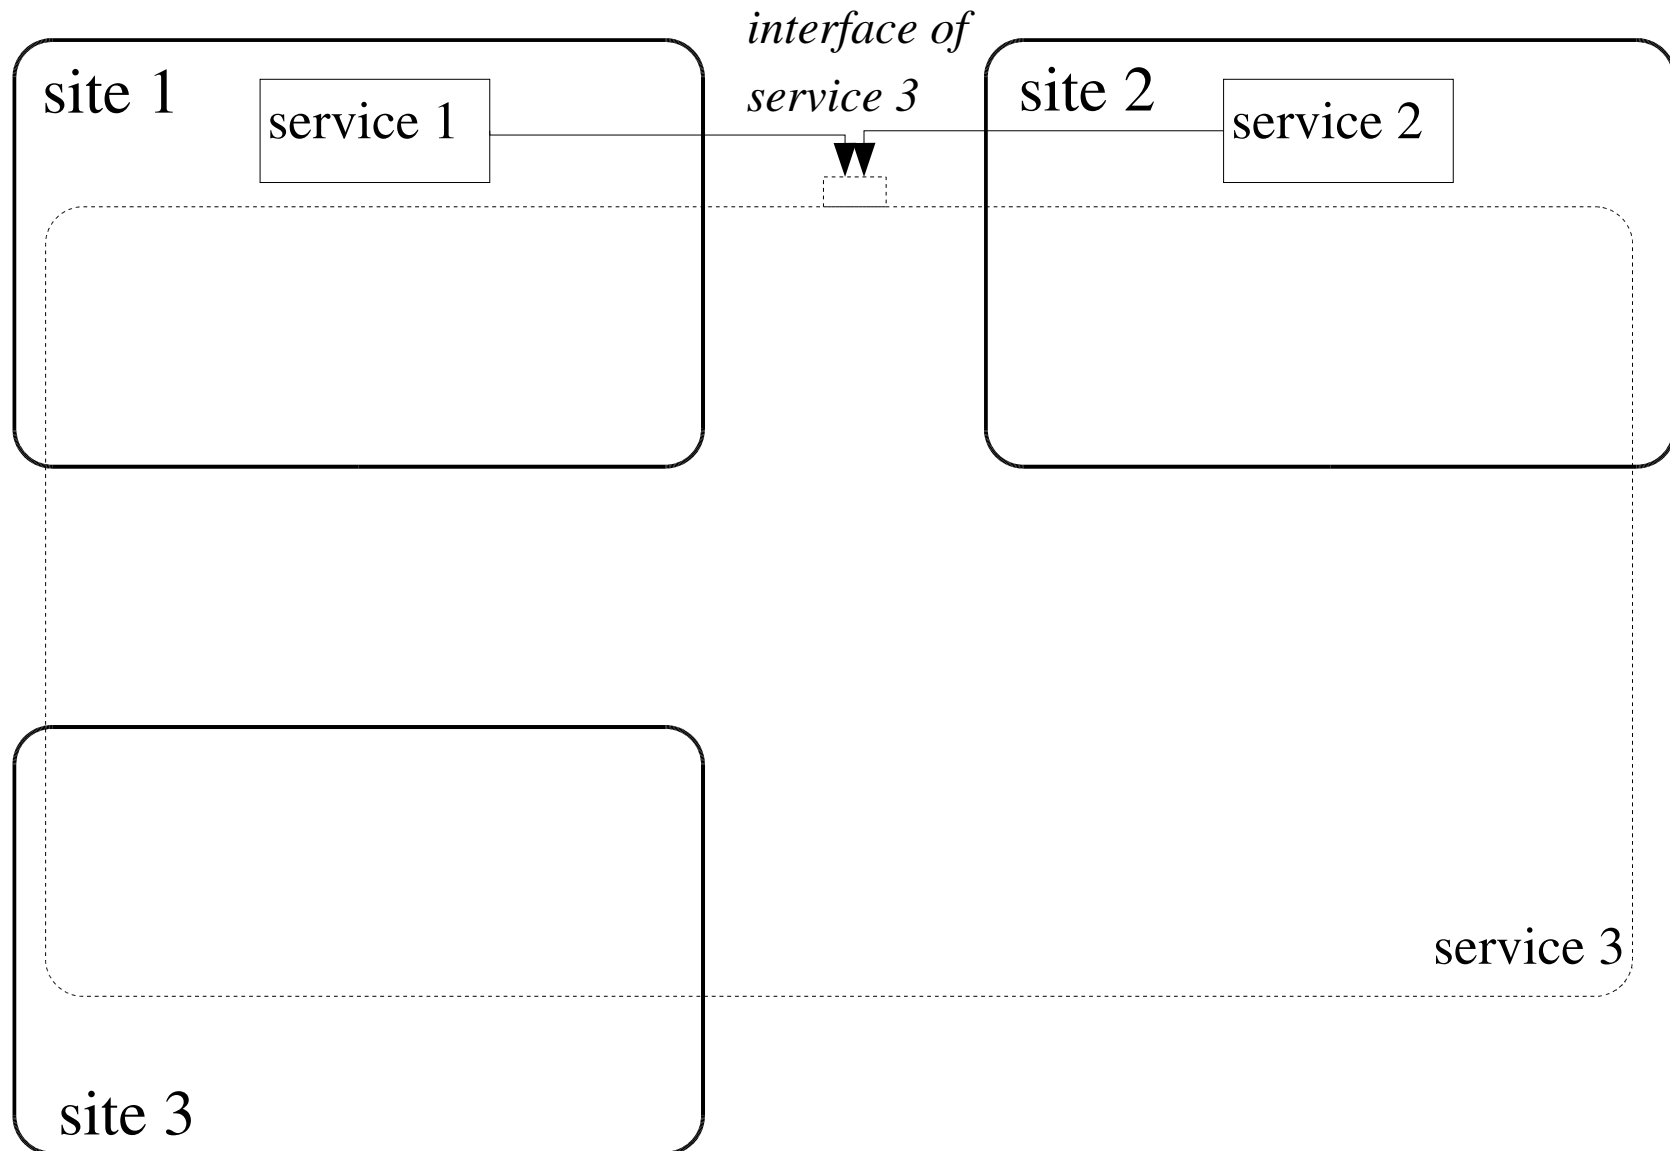 interface of
service 3
site 1
service 1
site 2
service 2
service 3
site 3